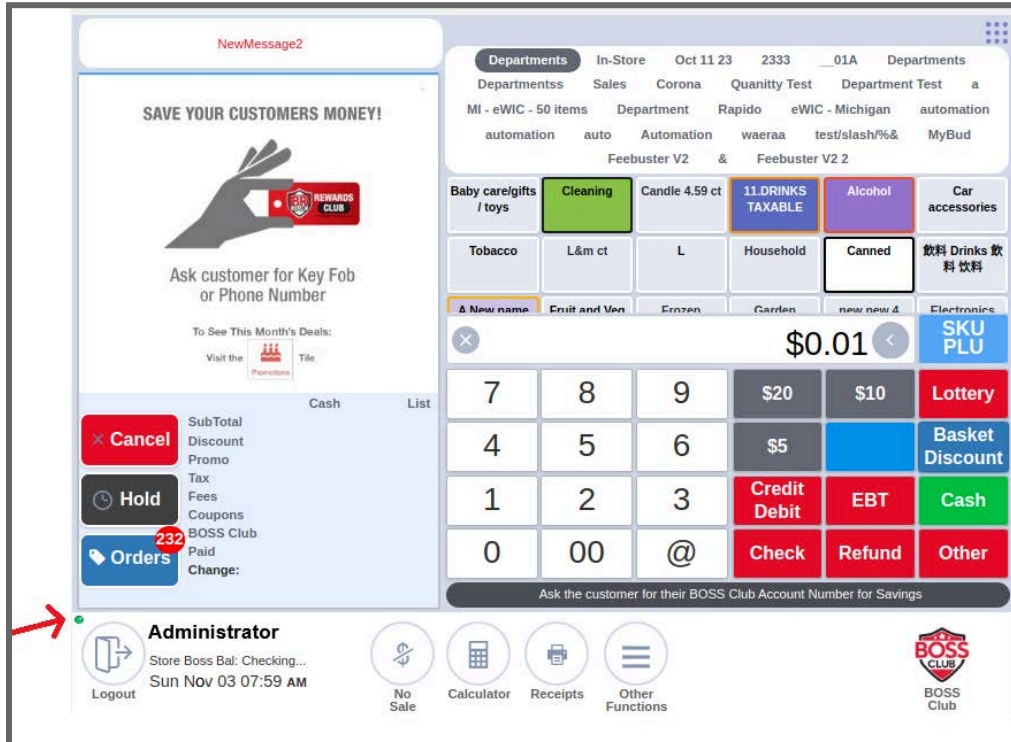 NewMessage2
SAVE YOUR CUSTOMERS MONEY!
BR REWARDS
CLUB
Ask customer for Key Fob
or Phone Number
To See This Month's Deals:
Visit the Promotions Tile
Cash List
Cancel
Hold
Orders 232
SubTotal
Discount
Promo
Tax
Fees
Coupons
BOSS Club
Paid
Change:
Departments In-Store Oct 11 23 2333 __01A Departments
Departmentss Sales Corona Quanitty Test Department Test a
MI - eWIC - 50 items Department Rapido eWIC - Michigan automation
automation auto Automation waeraa test/slash/%& MyBud
Feebuster V2 & Feebuster V2 2
Baby care/gifts / toys
Cleaning
Candle 4.59 ct
11.DRINKS TAXABLE
Alcohol
Car accessories
Tobacco
L&m ct
L
Household
Canned
飲料 Drinks 飲
料 饮料
A New name
Fruit and Veg
Frozen
Garden
new new 4
Electronics
$0.01
SKU PLU
7 8 9 $20 $10 Lottery
4 5 6 $5 Basket Discount
1 2 3 Credit Debit EBT Cash
0 00 @ Check Refund Other
Ask the customer for their BOSS Club Account Number for Savings
Administrator
Store Boss Bal: Checking...
Sun Nov 03 07:59 AM
Logout
No Sale
Calculator
Receipts
Other Functions
BOSS
CLUB
BOSS
Club